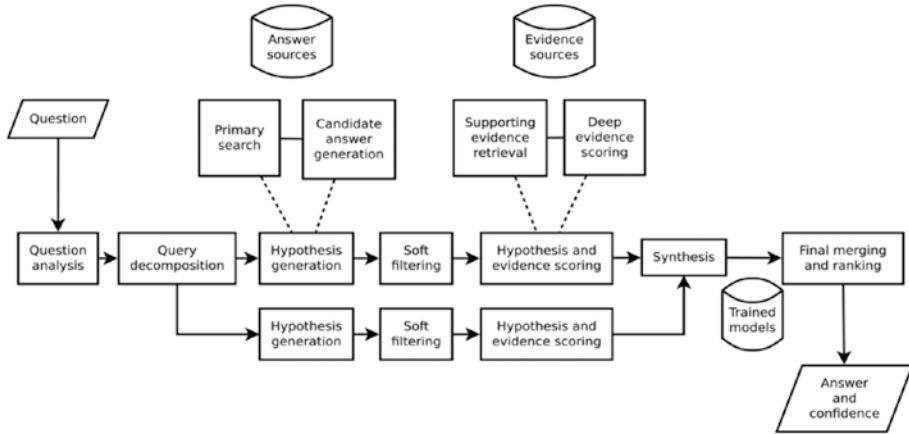 Answer
sources
Evidence
sources
Question
Primary
search
Candidate
answer
generation
Supporting
evidence
retrieval
Deep
evidence
scoring
Question
analysis
Query
decomposition
Hypothesis
generation
Soft
filtering
Hypothesis and
evidence scoring
Synthesis
Final merging
and ranking
Hypothesis
generation
Soft
filtering
Hypothesis and
evidence scoring
Trained
models
Answer
and
confidence